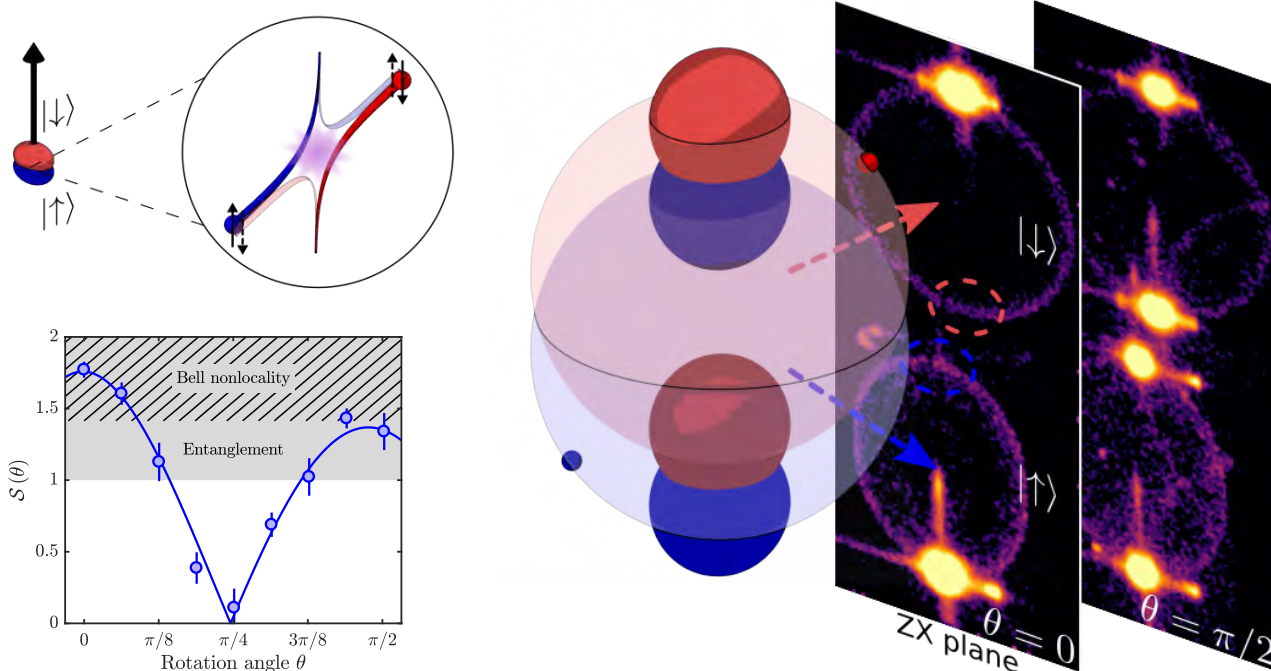 |↓⟩
|↑⟩
2
1.5
1
0.5
0
S(θ)
Bell nonlocality
Entanglement
0
π/8
π/4
3π/8
π/2
Rotation angle θ
|↓⟩
|↑⟩
ZX plane
θ = 0
θ = π/2